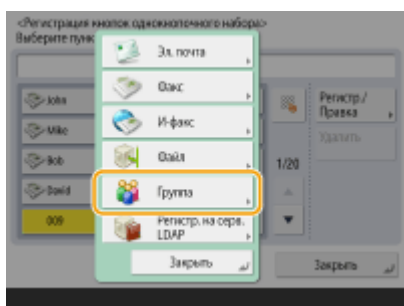 <Регистрация кнопок однокнопочного набора>
Выберите пунк
Эл. почта
Факс
John
И-факс
Регистр./
Правка
Mike
Удалить
Файл
Bob
1/20
David
Группа
009
Регистр. на серв.
LDAP
Закрыть
Закрыть